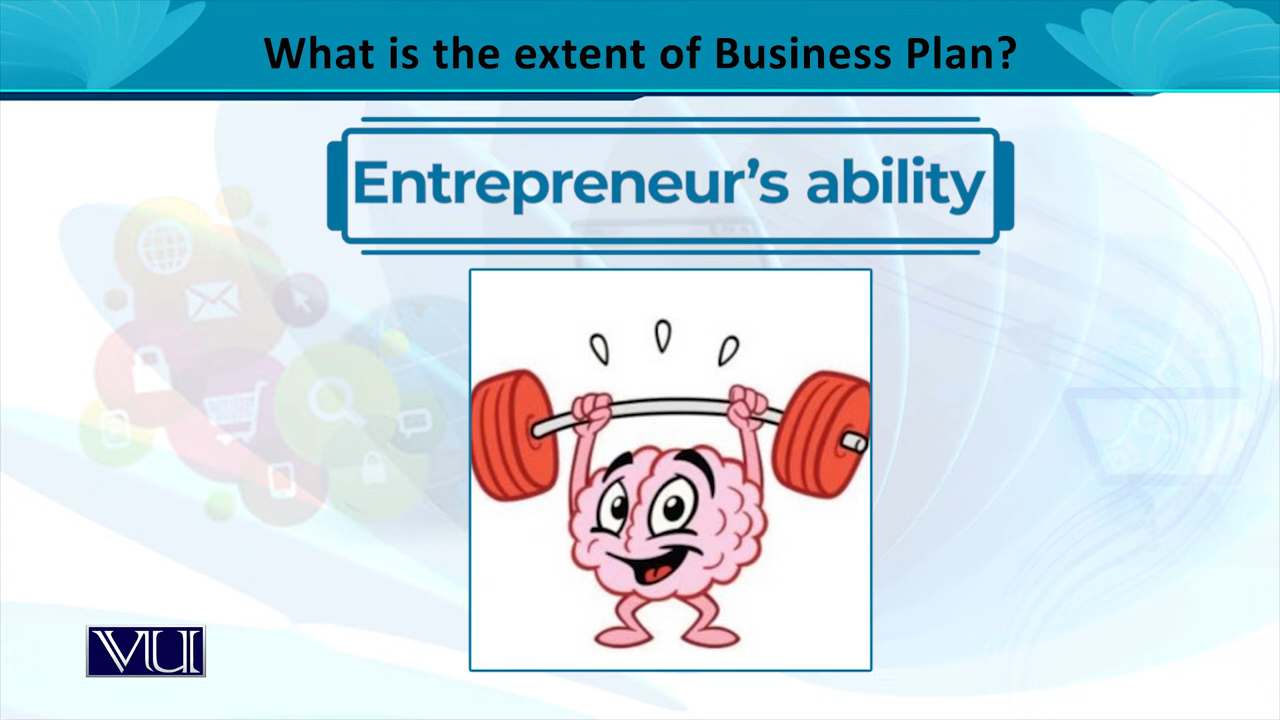 What is the extent of Business Plan?
Entrepreneur’s ability
VU